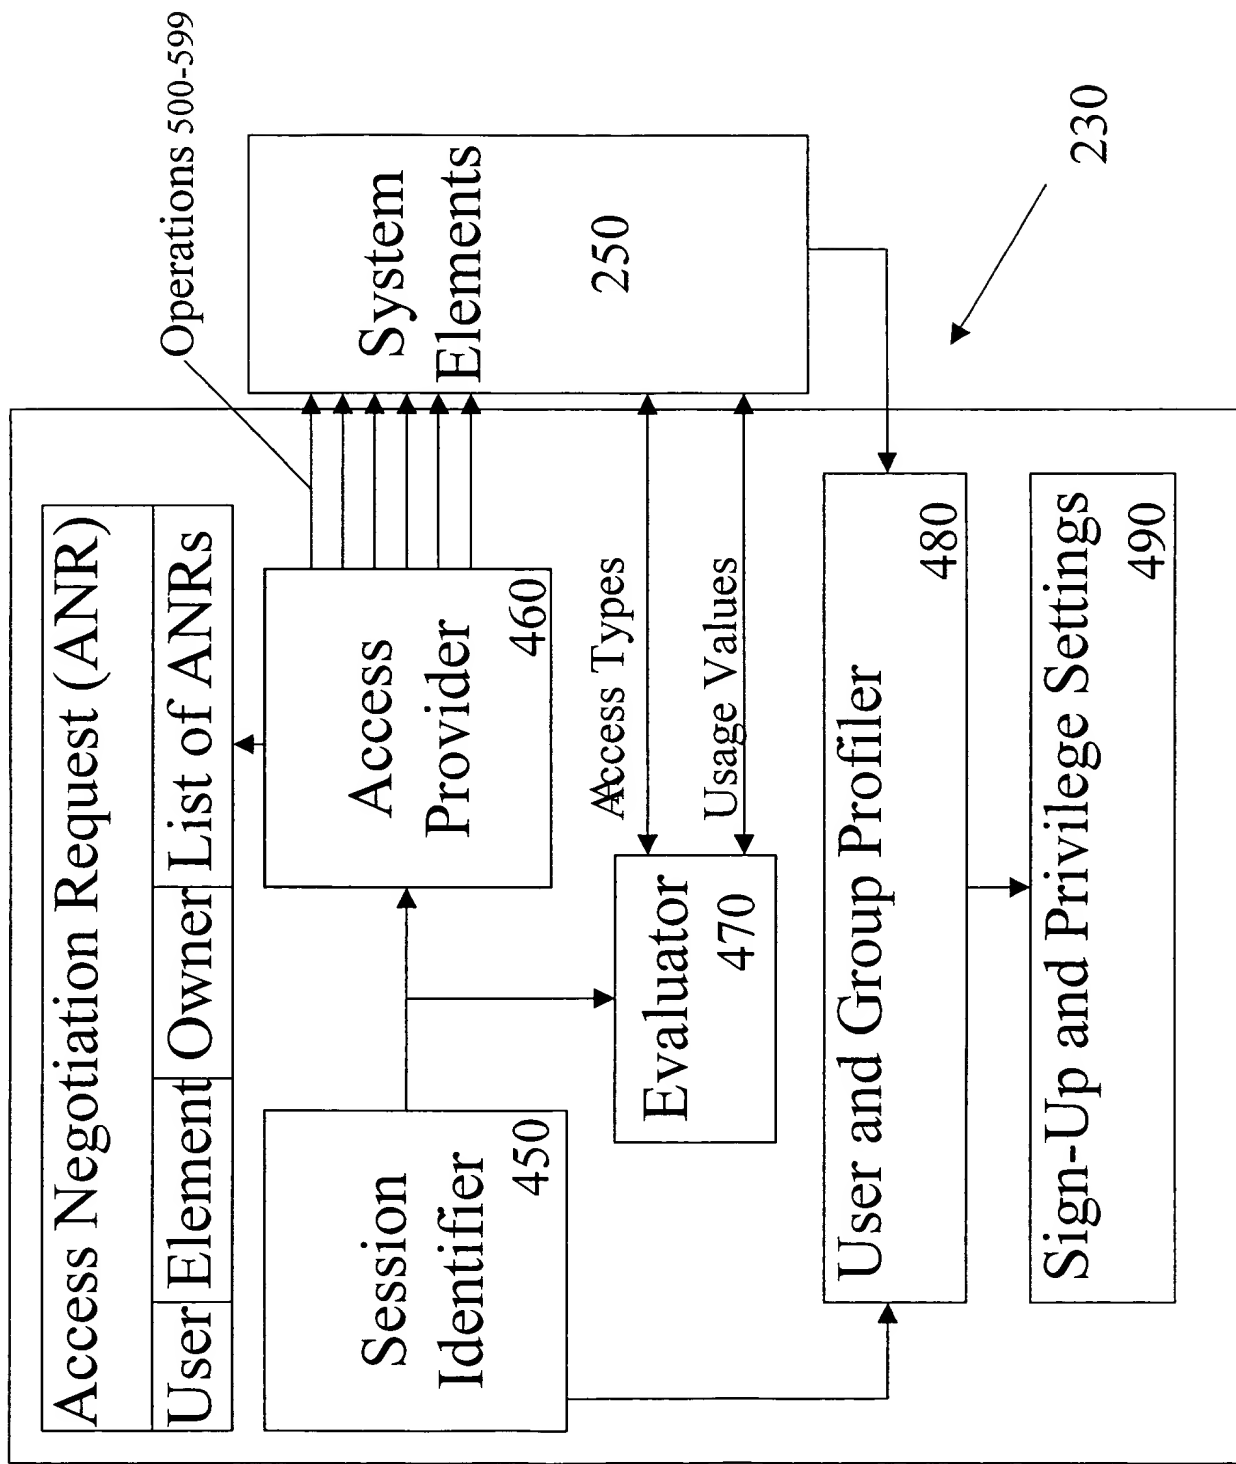 Access Negotiation Request (ANR)
User
Element
Owner
List of ANRs
Operations 500-599
Session
Identifier
450
Access
Provider
460
System
Elements
250
Evaluator
470
Access Types
Usage Values
User and Group Profiler
480
Sign-Up and Privilege Settings
490
230